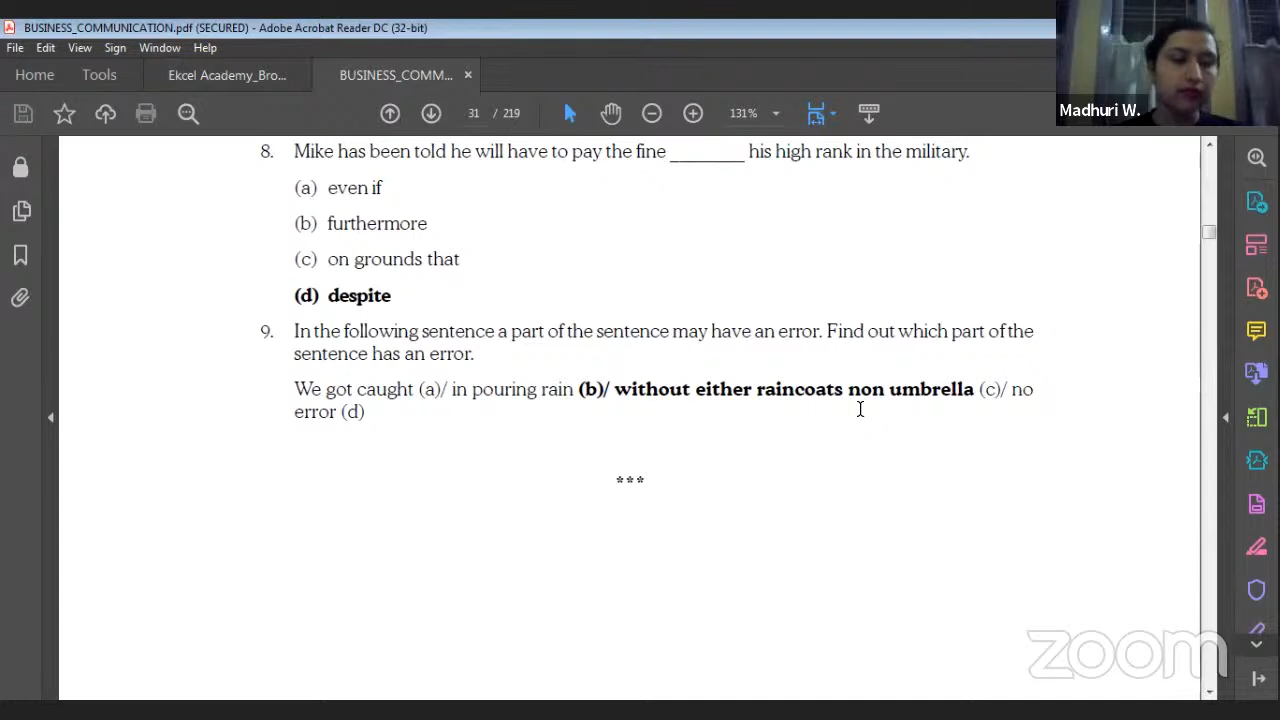 BUSINESS_COMMUNICATION.pdf (SECURED) - Adobe Acrobat Reader DC (32-bit)
File Edit View Sign Window Help
Home Tools Ekcel Academy_Bro... BUSINESS_COMM... ×
31 / 219 131%
Madhuri W.
8. Mike has been told he will have to pay the fine ________ his high rank in the military.
(a) even if
(b) furthermore
(c) on grounds that
(d) despite
9. In the following sentence a part of the sentence may have an error. Find out which part of the
sentence has an error.
We got caught (a)/ in pouring rain (b)/ without either raincoats non umbrella (c)/ no
error (d)
***
zoom